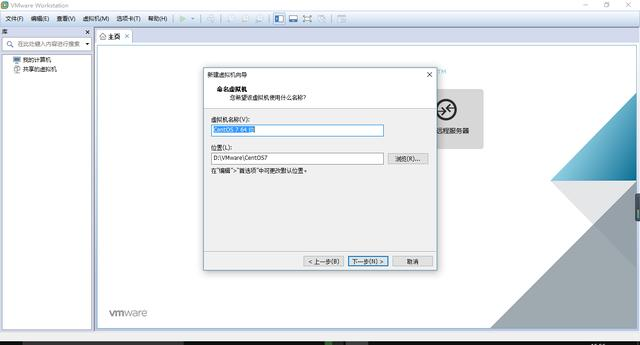 VMware Workstation
文件(F) 编辑(E) 查看(V) 虚拟机(M) 选项卡(T) 帮助(H)
库
在此处键入内容进行搜索
我的计算机
共享的虚拟机
主页
TM
新建虚拟机向导
命名虚拟机
您希望该虚拟机使用什么名称?
虚拟机名称(V):
CentOS 7 64 位
位置(L):
D:\VMware\CentOS7
浏览(R)...
在“编辑”>“首选项”中可更改默认位置。
< 上一步(B)
下一步(N) >
取消
远程服务器
vmware